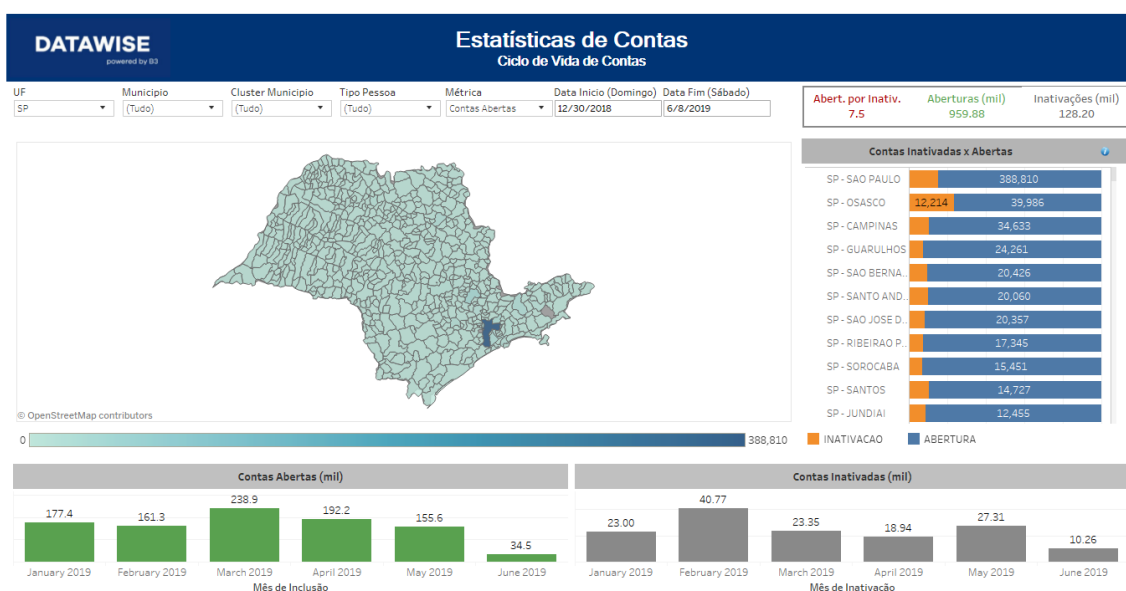 DATAWISE
powered by B3
Estatísticas de Contas
Ciclo de Vida de Contas
UF Municipio Cluster Municipio Tipo Pessoa Métrica Data Inicio (Domingo) Data Fim (Sábado)
SP (Tudo) (Tudo) (Tudo) Contas Abertas 12/30/2018 6/8/2019
Abert. por Inativ. Aberturas (mil) Inativações (mil)
7.5 959.88 128.20
Contas Inativadas x Abertas
SP - SAO PAULO 388,810
SP - OSASCO 12,214 39,986
SP - CAMPINAS 34,633
SP - GUARULHOS 24,261
SP - SAO BERNA.. 20,426
SP - SANTO AND.. 20,060
SP - SAO JOSE D.. 20,357
SP - RIBEIRAO P.. 17,345
SP - SOROCABA 15,451
SP - SANTOS 14,727
SP - JUNDIAI 12,455
© OpenStreetMap contributors
0 388,810
INATIVACAO ABERTURA
Contas Abertas (mil)
177.4 161.3 238.9 192.2 155.6 34.5
January 2019 February 2019 March 2019 April 2019 May 2019 June 2019
Mês de Inclusão
Contas Inativadas (mil)
23.00 40.77 23.35 18.94 27.31 10.26
January 2019 February 2019 March 2019 April 2019 May 2019 June 2019
Mês de Inativação